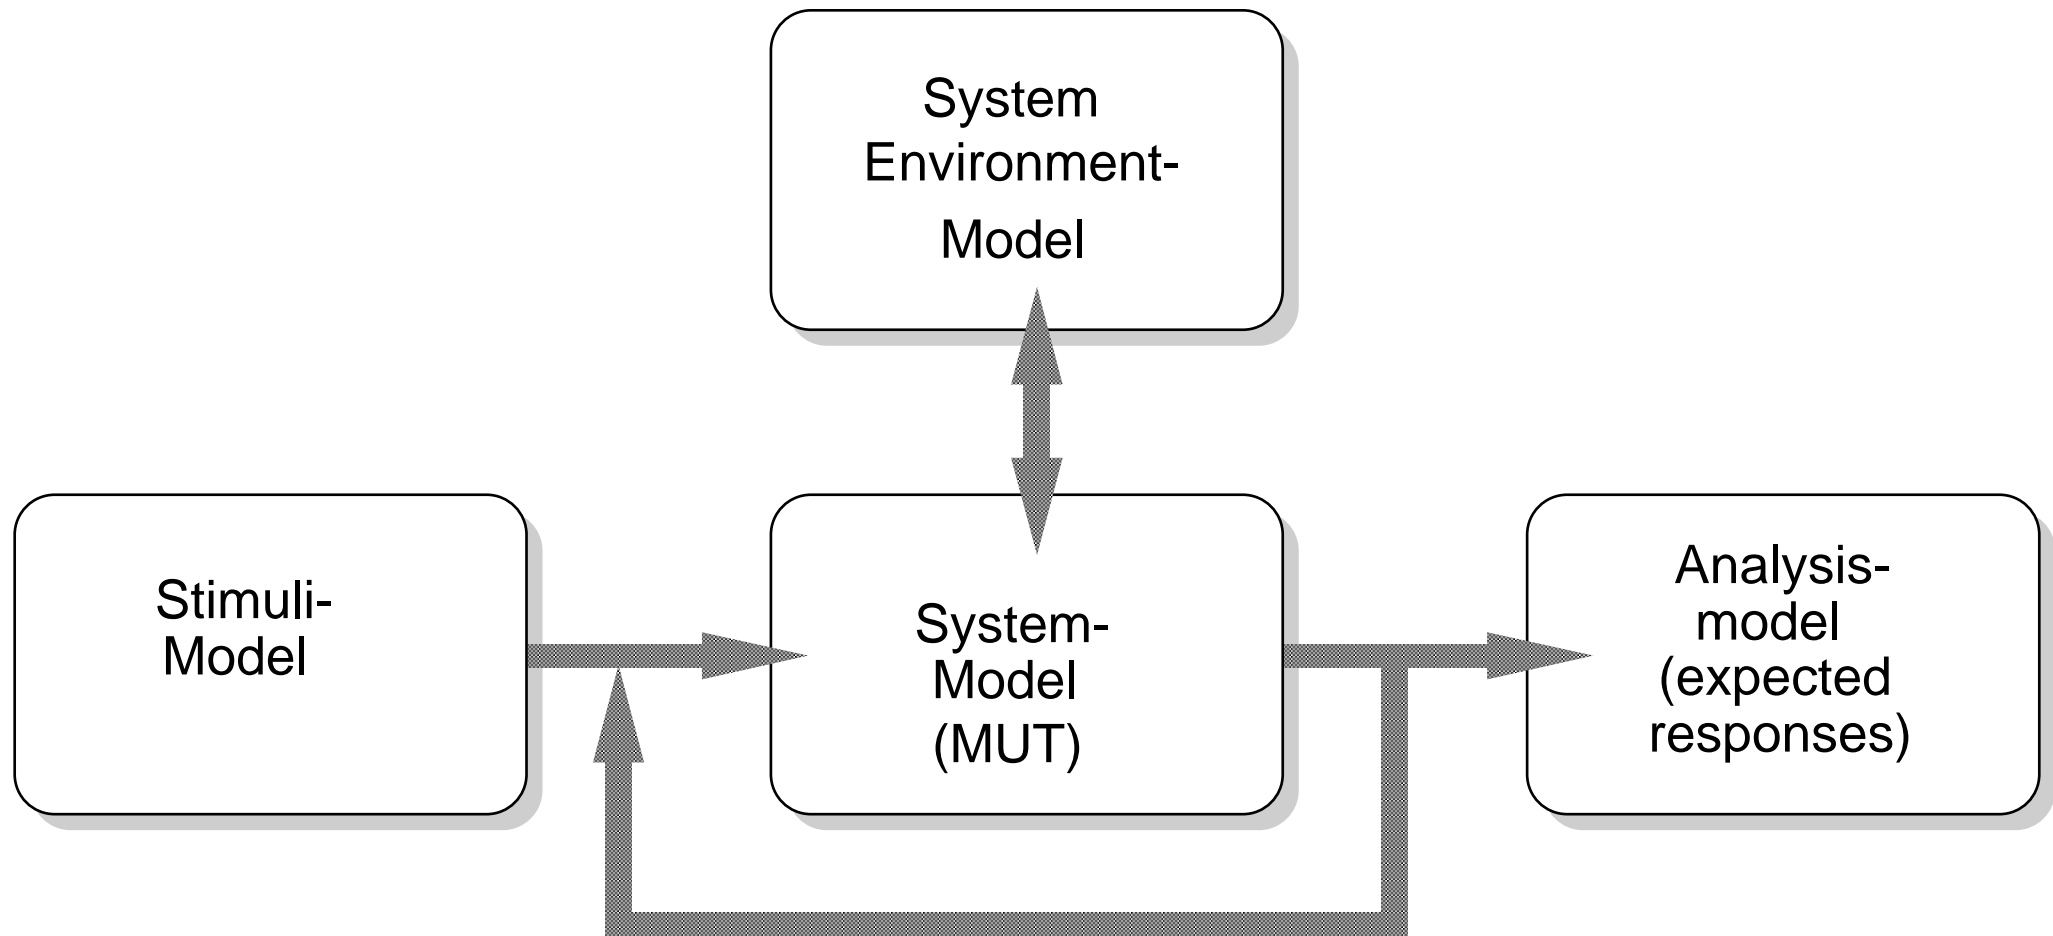 System
Environment-
Model
Stimuli-
Model
System-
Model
(MUT)
Analysis-
model
(expected
responses)